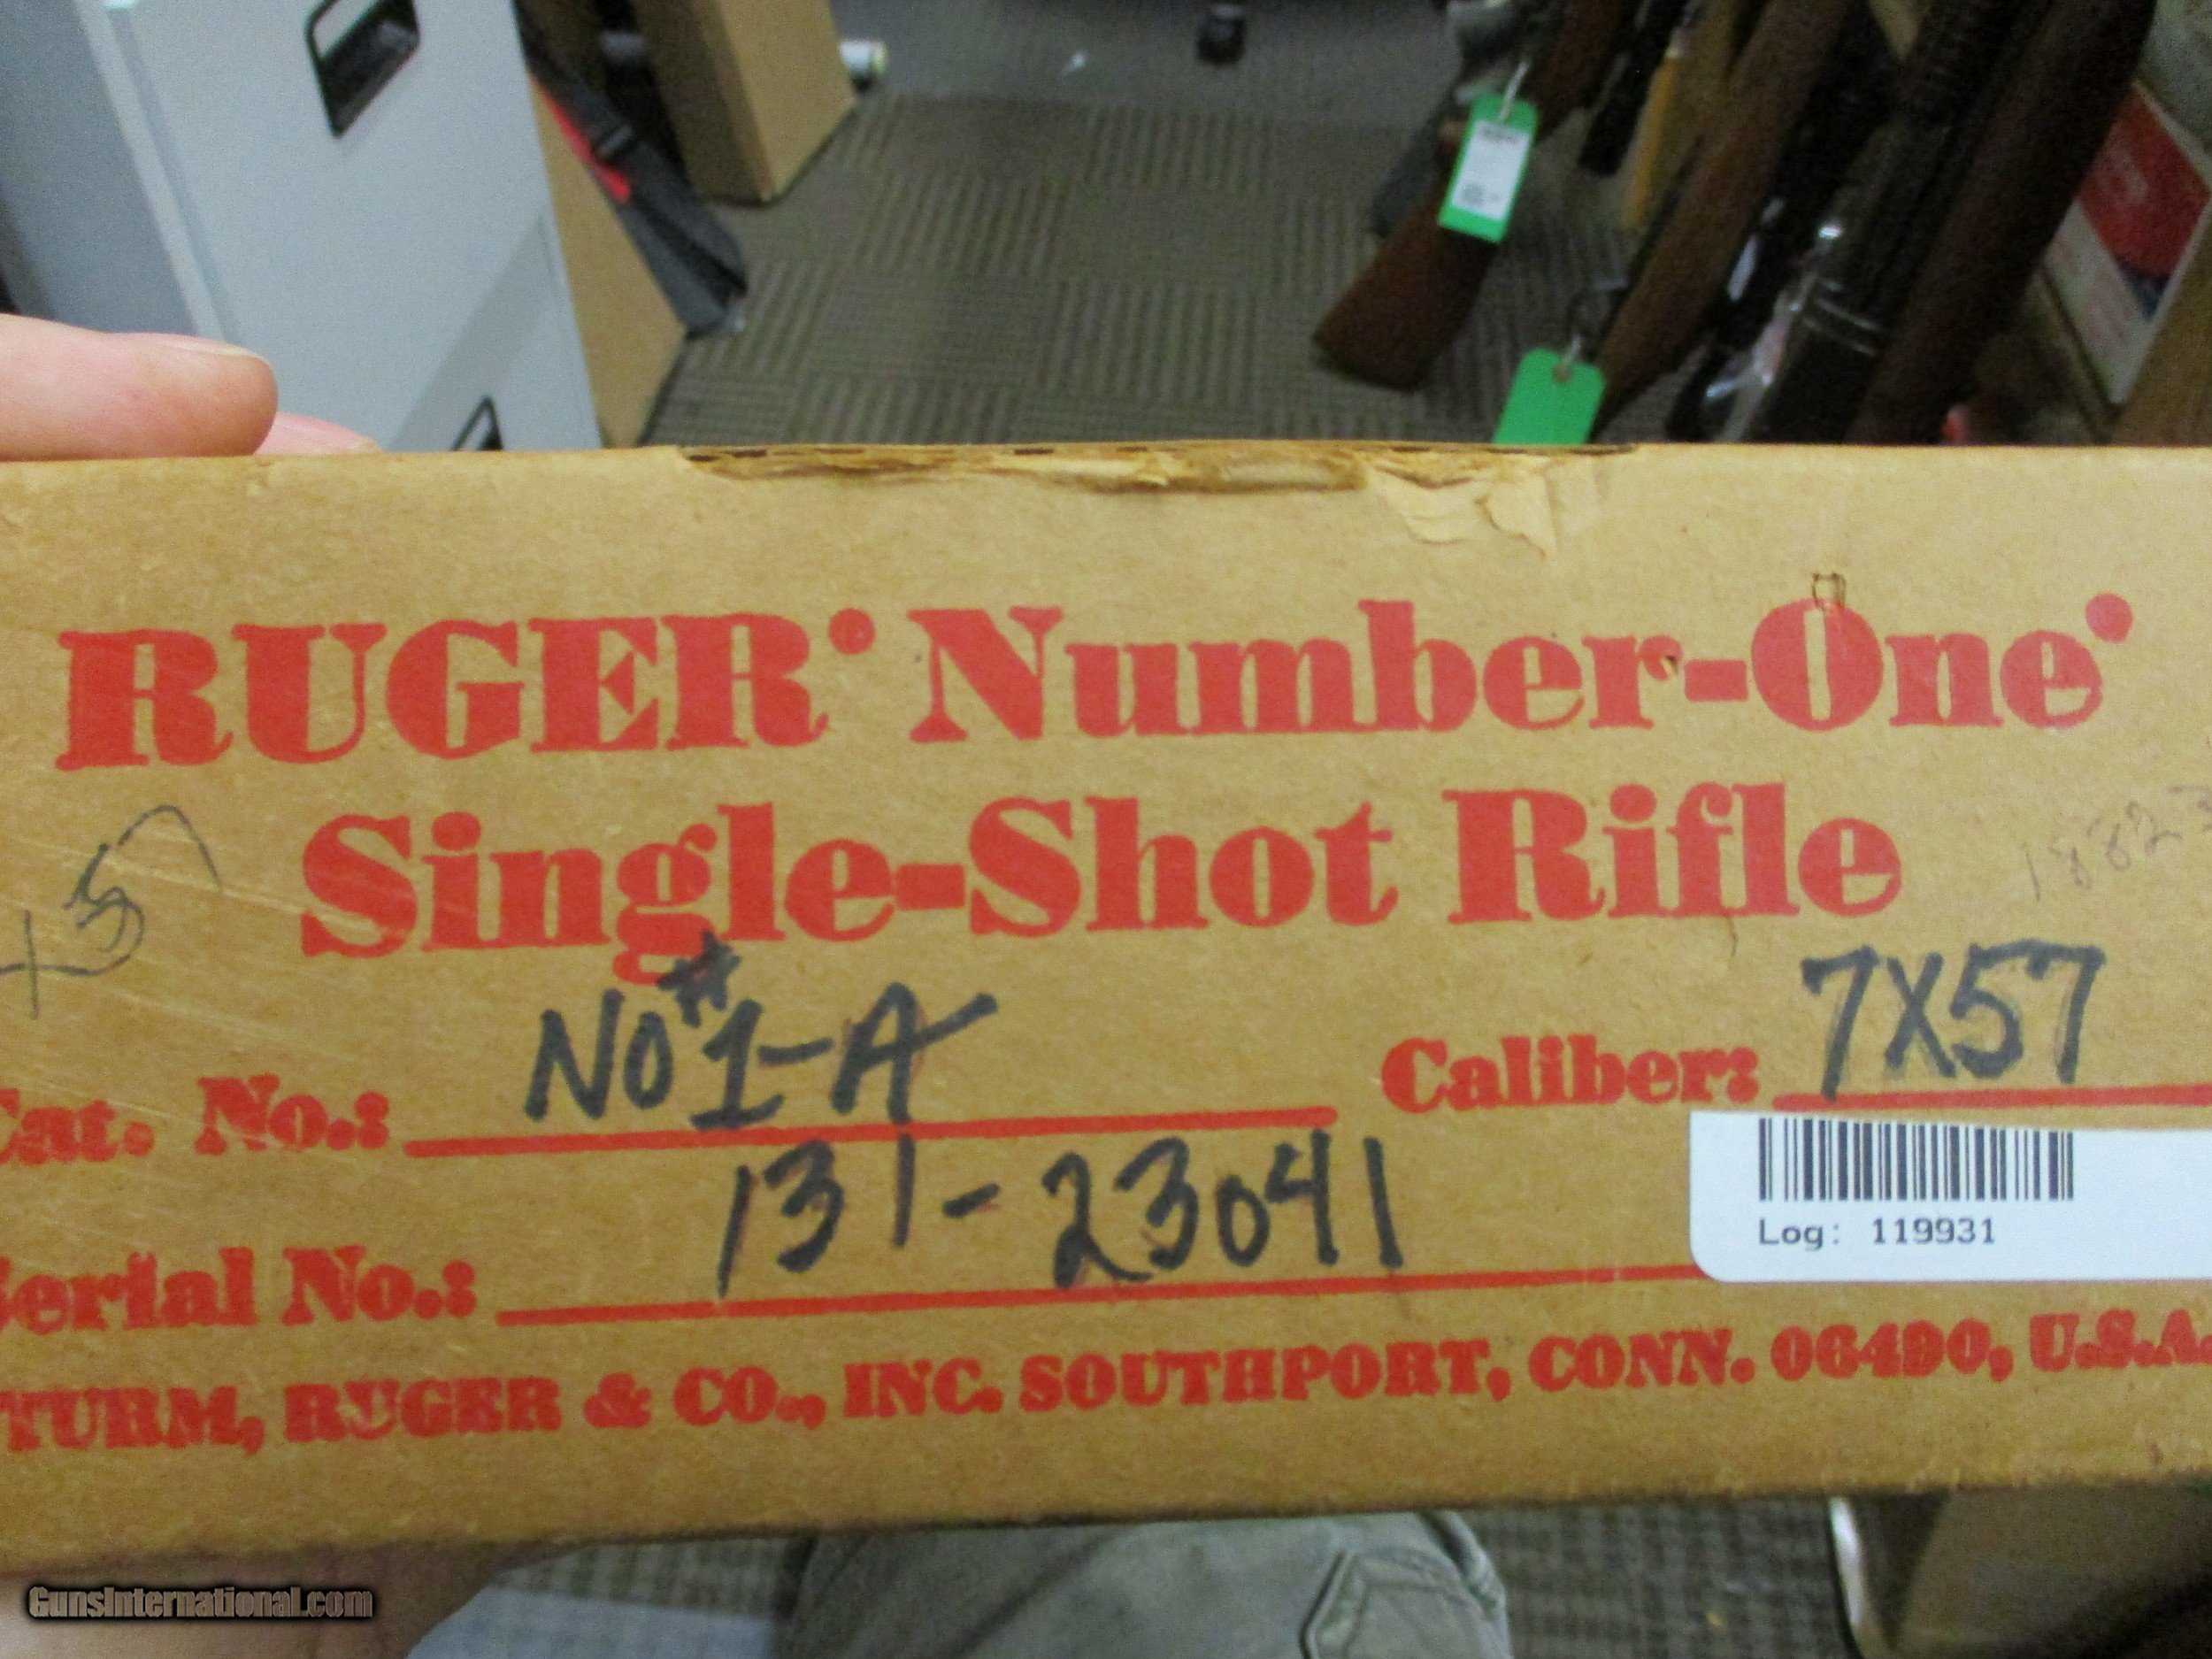 RUGER® Number-One®
Single-Shot Rifle
Cat. No.: NO #1-A Caliber: 7X57
Serial No.: 131-23041
Log: 119931
TURM, RUGER & CO., INC. SOUTHPORT, CONN. 06490, U.S.A.
GunsInternational.com